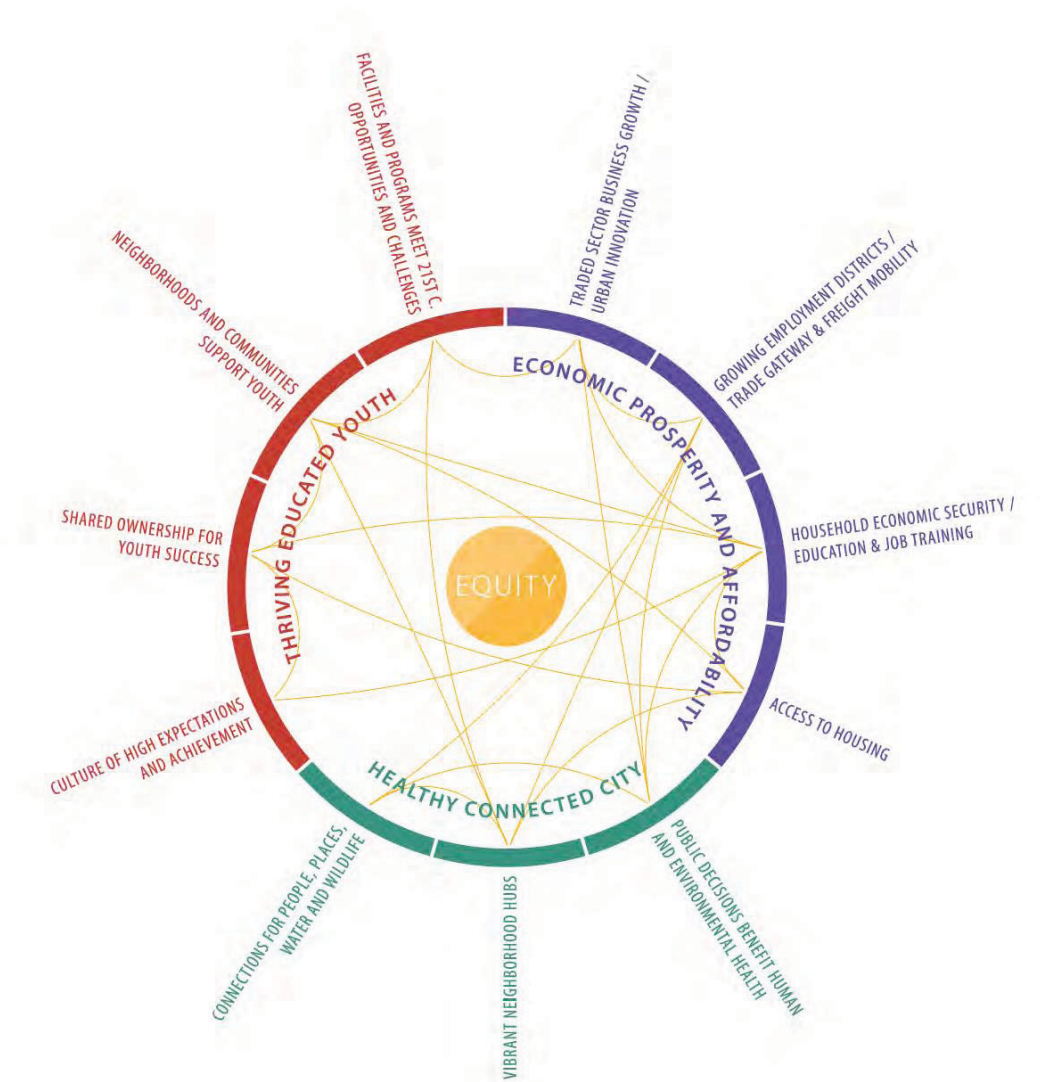 FACILITIES AND PROGRAMS MEET 21ST C.
OPPORTUNITIES AND CHALLENGES
TRADED SECTOR BUSINESS GROWTH /
URBAN INNOVATION
NEIGHBORHOODS AND COMMUNITIES
SUPPORT YOUTH
GROWING EMPLOYMENT DISTRICTS /
TRADE GATEWAY & FREIGHT MOBILITY
SHARED OWNERSHIP FOR
YOUTH SUCCESS
HOUSEHOLD ECONOMIC SECURITY /
EDUCATION & JOB TRAINING
CULTURE OF HIGH EXPECTATIONS
AND ACHIEVEMENT
ACCESS TO HOUSING
CONNECTIONS FOR PEOPLE, PLACES,
WATER AND WILDLIFE
VIBRANT NEIGHBORHOOD HUBS
PUBLIC DECISIONS BENEFIT HUMAN
AND ENVIRONMENTAL HEALTH
THRIVING EDUCATED YOUTH
ECONOMIC PROSPERITY AND AFFORDABILITY
HEALTHY CONNECTED CITY
EQUITY